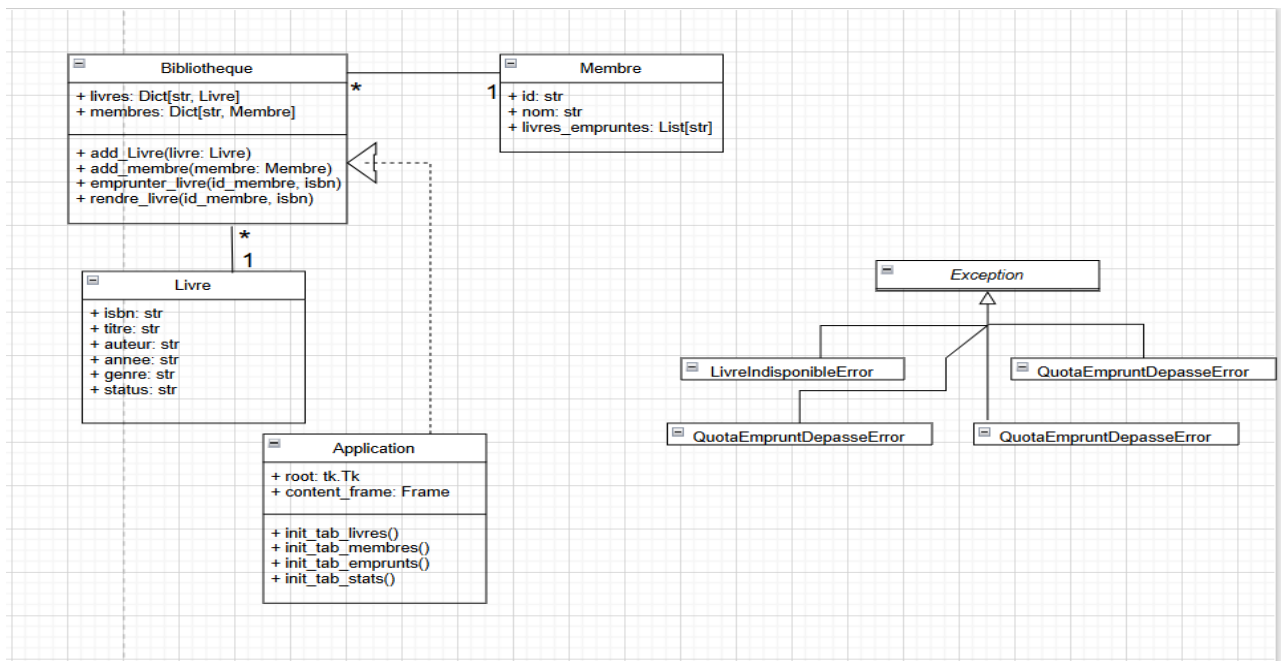 Bibliotheque
+ livres: Dict[str, Livre]
+ membres: Dict[str, Membre]
+ add_Livre(livre: Livre)
+ add_membre(membre: Membre)
+ emprunter_livre(id_membre, isbn)
+ rendre_livre(id_membre, isbn)
*
1
Membre
+ id: str
+ nom: str
+ livres_empruntes: List[str]
*
1
Livre
+ isbn: str
+ titre: str
+ auteur: str
+ annee: str
+ genre: str
+ status: str
Application
+ root: tk.Tk
+ content_frame: Frame
+ init_tab_livres()
+ init_tab_membres()
+ init_tab_emprunts()
+ init_tab_stats()
Exception
LivreIndisponibleError
QuotaEmpruntDepasseError
QuotaEmpruntDepasseError
QuotaEmpruntDepasseError